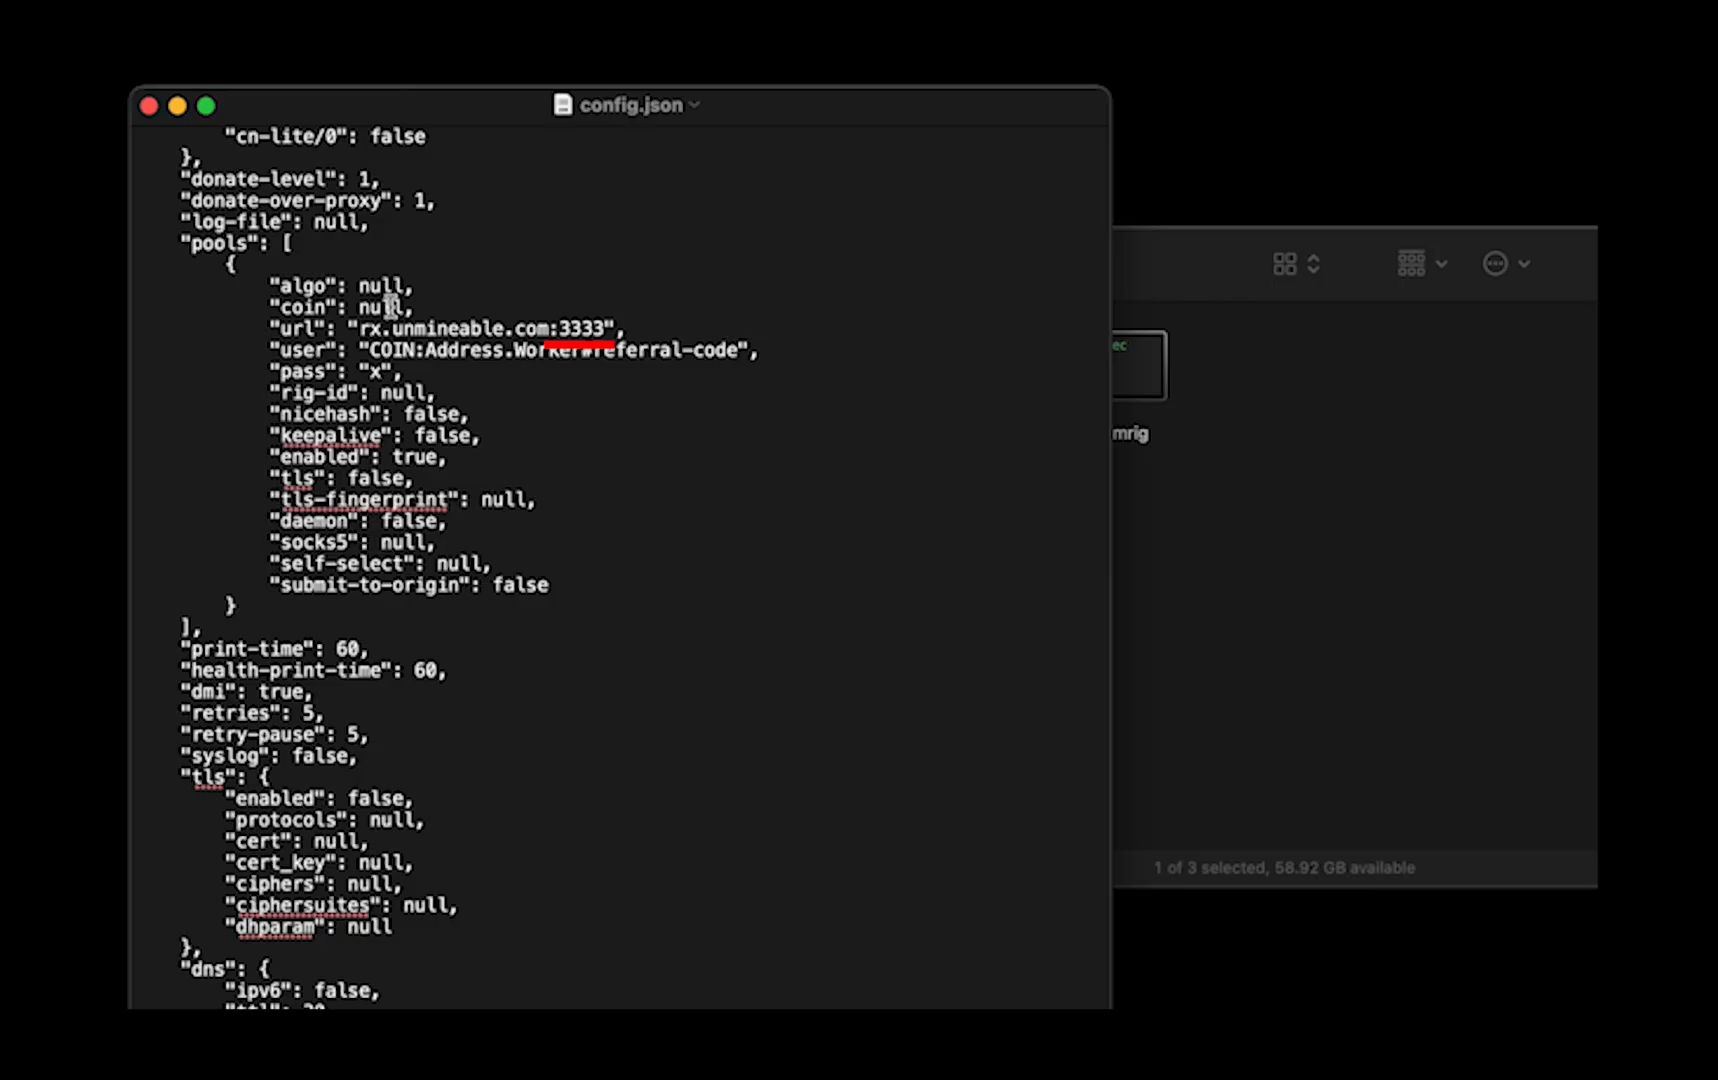 config.json
"cn-lite/0": false
},
"donate-level": 1,
"donate-over-proxy": 1,
"log-file": null,
"pools": [
{
"algo": null,
"coin": null,
"url": "rx.unmineable.com:3333",
"user": "COIN:Address.Worker#referral-code",
"pass": "x",
"rig-id": null,
"nicehash": false,
"keepalive": false,
"enabled": true,
"tls": false,
"tls-fingerprint": null,
"daemon": false,
"socks5": null,
"self-select": null,
"submit-to-origin": false
}
],
"print-time": 60,
"health-print-time": 60,
"dmi": true,
"retries": 5,
"retry-pause": 5,
"syslog": false,
"tls": {
"enabled": false,
"protocols": null,
"cert": null,
"cert_key": null,
"ciphers": null,
"ciphersuites": null,
"dhparam": null
},
"dns": {
"ipv6": false,
ec
mrig
1 of 3 selected, 58.92 GB available